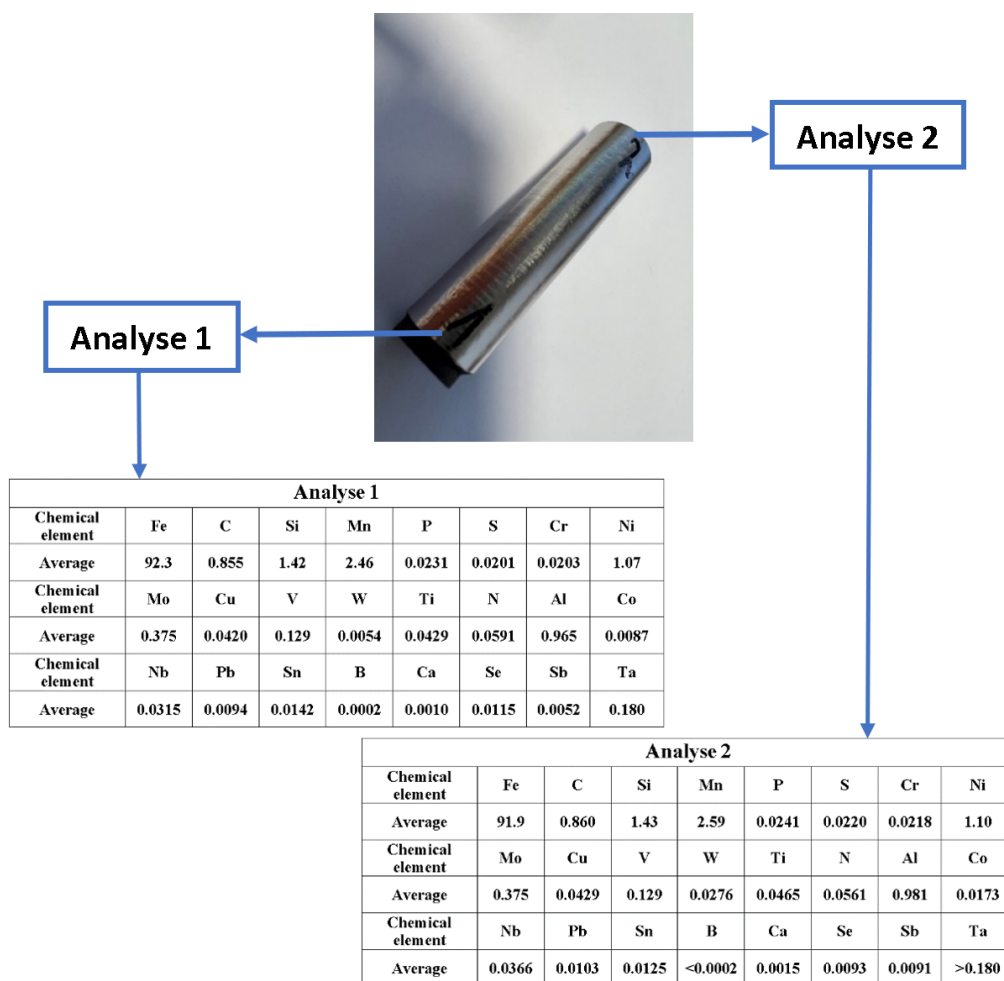 Analyse 2
Analyse 1
1
2
Analyse 1
Chemical element Fe C Si Mn P S Cr Ni
Average 92.3 0.855 1.42 2.46 0.0231 0.0201 0.0203 1.07
Chemical element Mo Cu V W Ti N Al Co
Average 0.375 0.0420 0.129 0.0054 0.0429 0.0591 0.965 0.0087
Chemical element Nb Pb Sn B Ca Se Sb Ta
Average 0.0315 0.0094 0.0142 0.0002 0.0010 0.0115 0.0052 0.180
Analyse 2
Chemical element Fe C Si Mn P S Cr Ni
Average 91.9 0.860 1.43 2.59 0.0241 0.0220 0.0218 1.10
Chemical element Mo Cu V W Ti N Al Co
Average 0.375 0.0429 0.129 0.0276 0.0465 0.0561 0.981 0.0173
Chemical element Nb Pb Sn B Ca Se Sb Ta
Average 0.0366 0.0103 0.0125 <0.0002 0.0015 0.0093 0.0091 >0.180